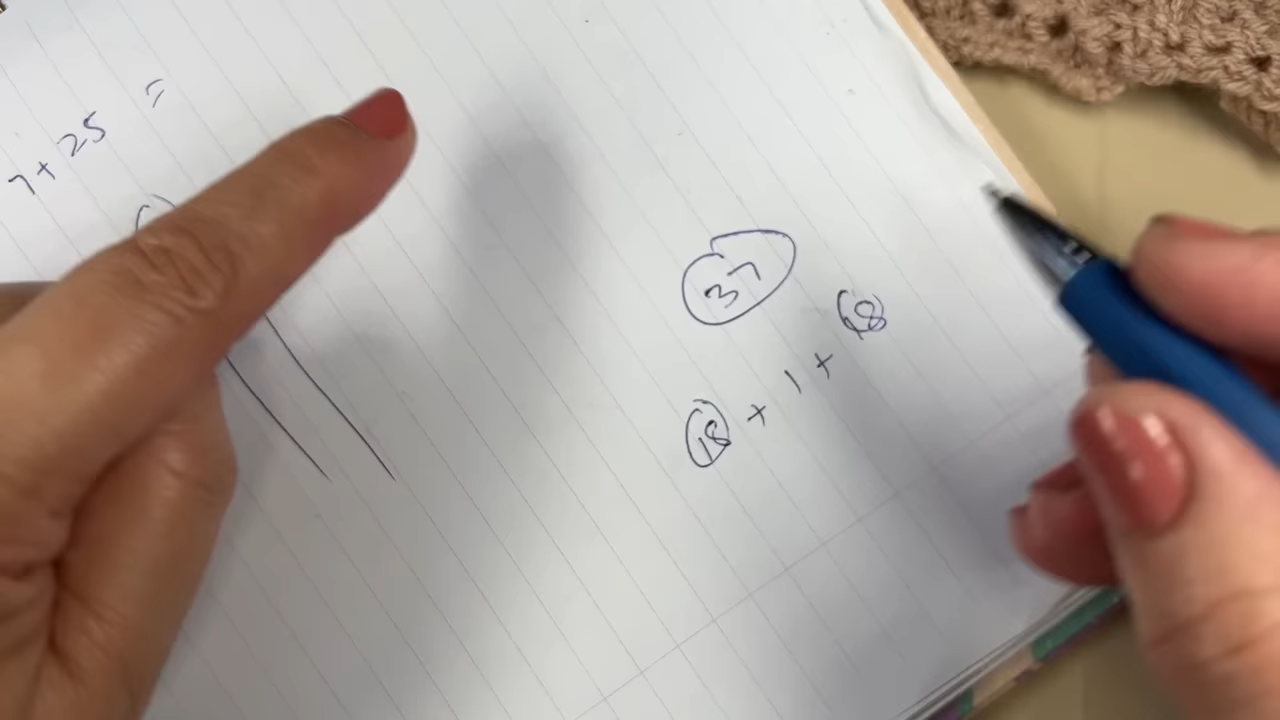 7 + 25 =
37
18 + 1 + 18